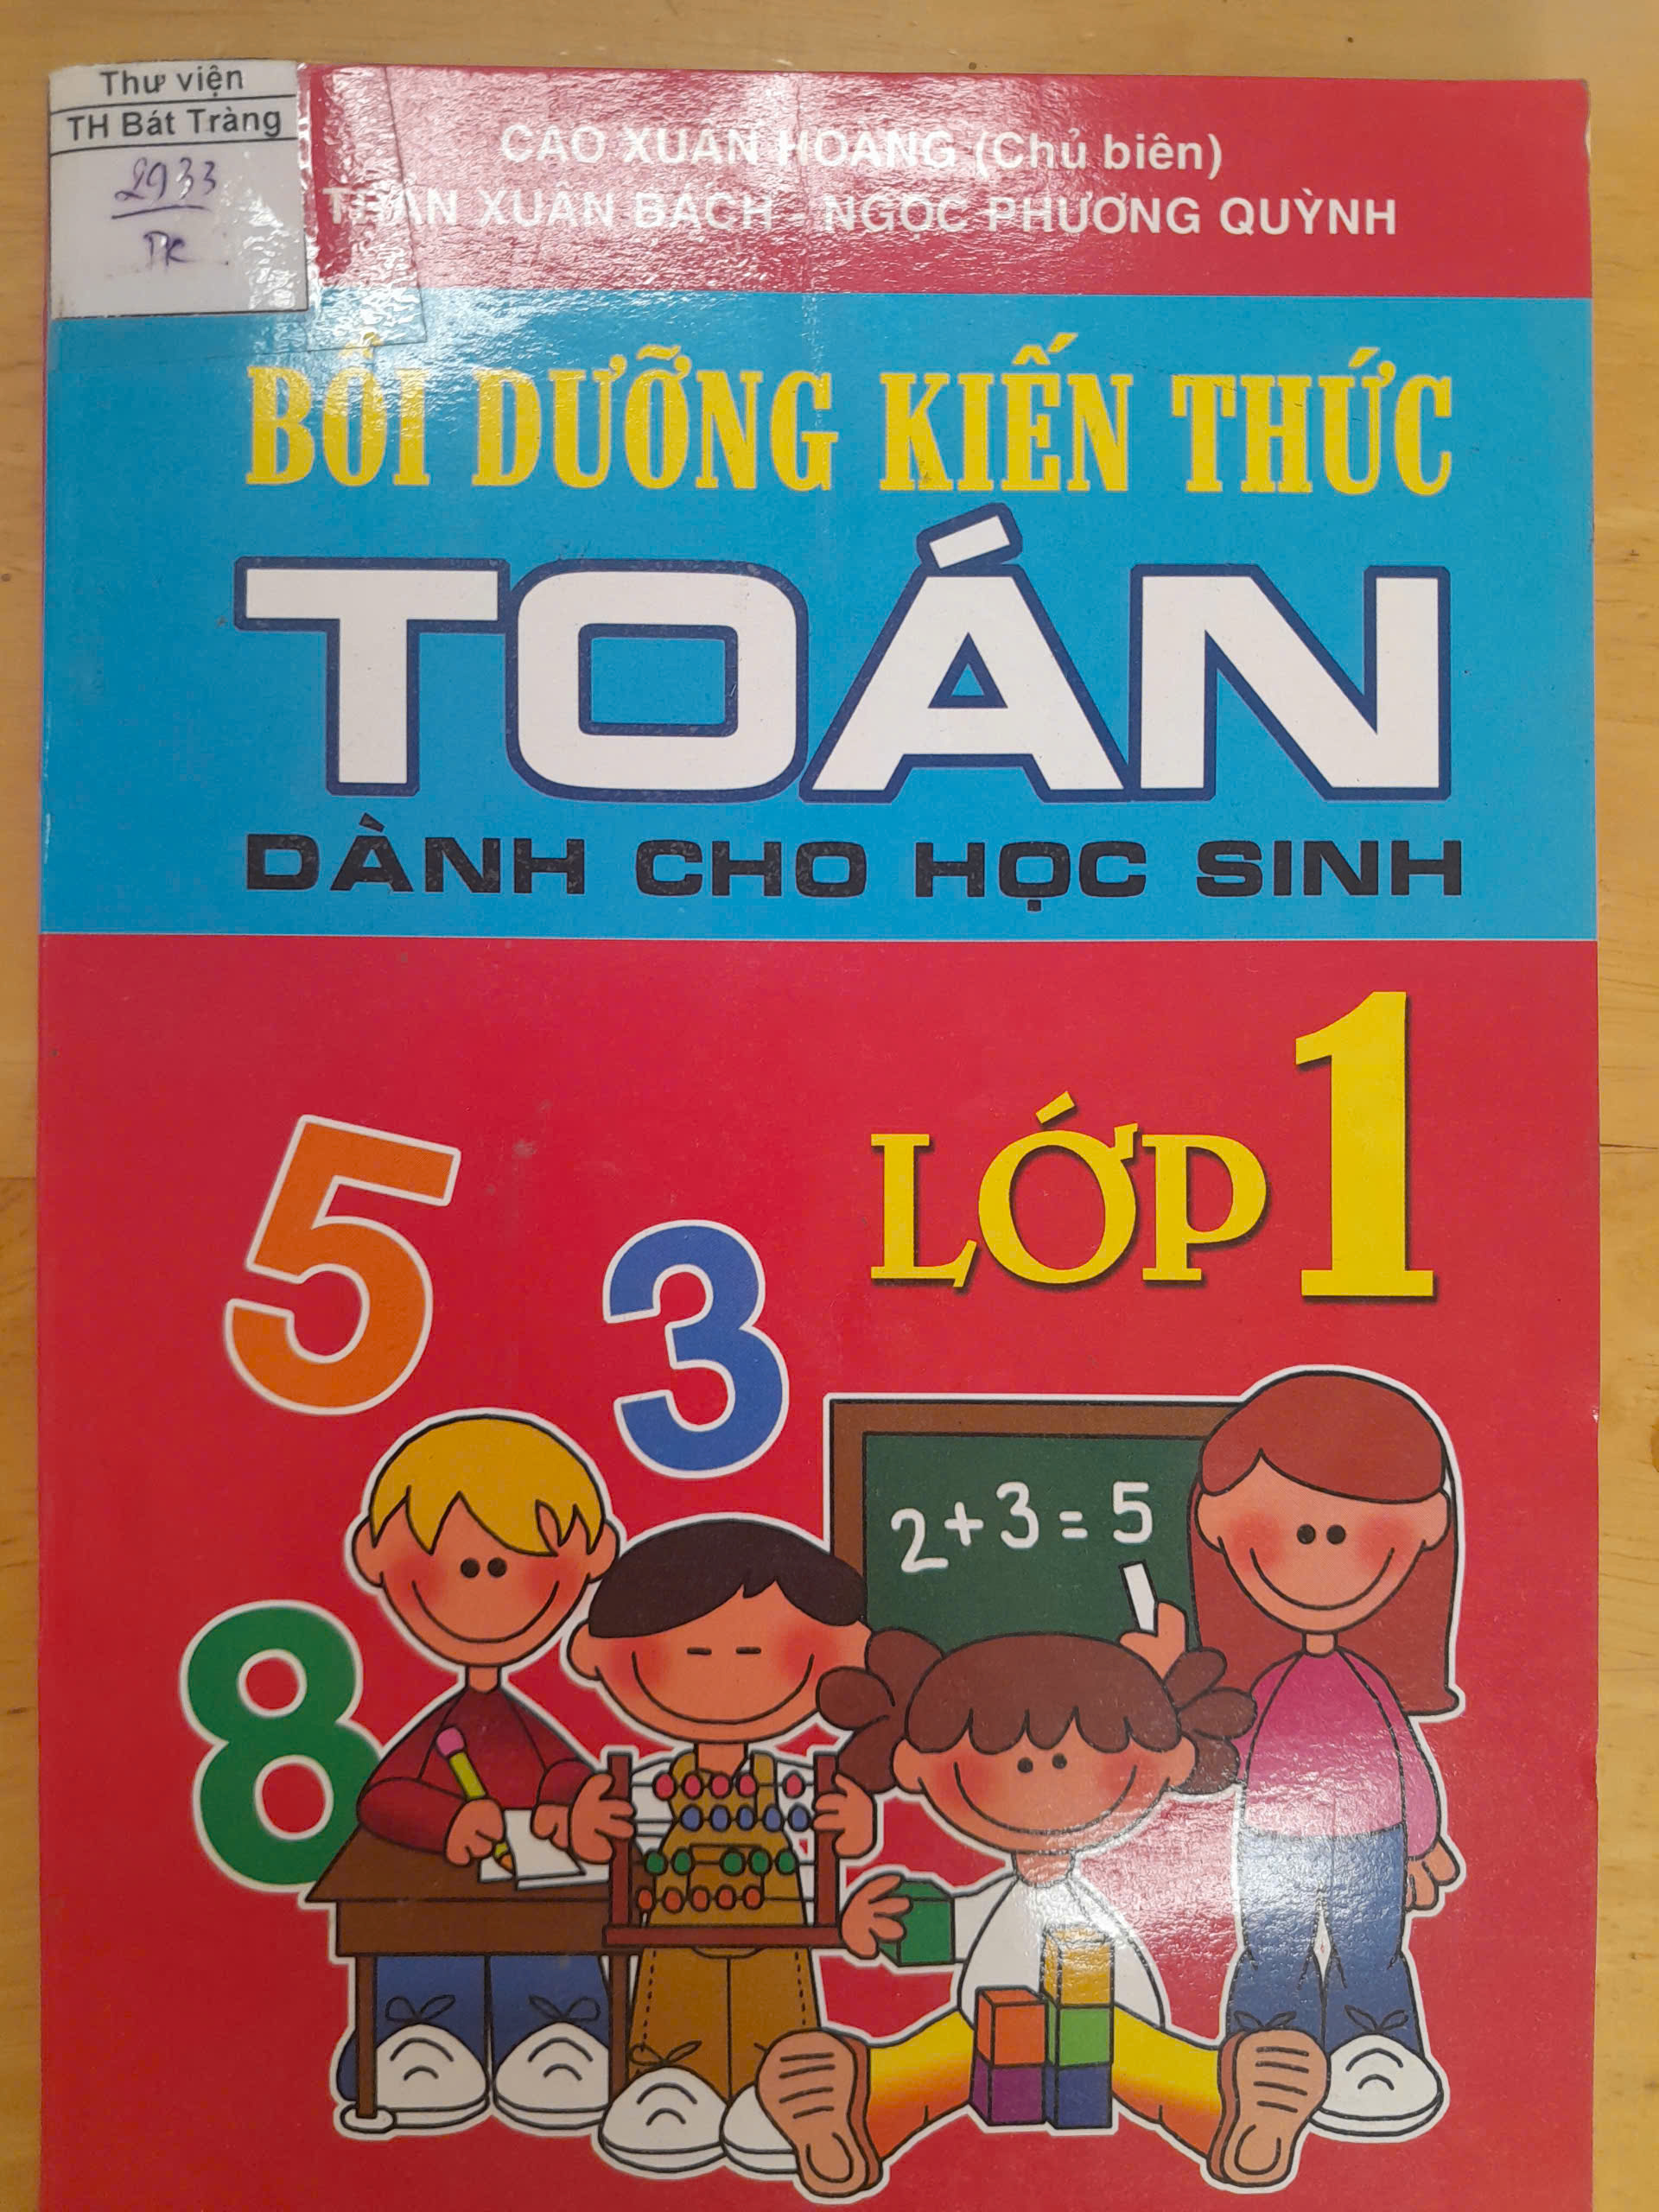 Thư viện
TH Bát Tràng
2933
CAO XUÂN HOÀNG (Chủ biên)
TRẦN XUÂN BÁCH - NGỌC PHƯƠNG QUỲNH
BỒI DƯỠNG KIẾN THỨC
TOÁN
DÀNH CHO HỌC SINH
LỚP 1
5
3
2+3=5
8